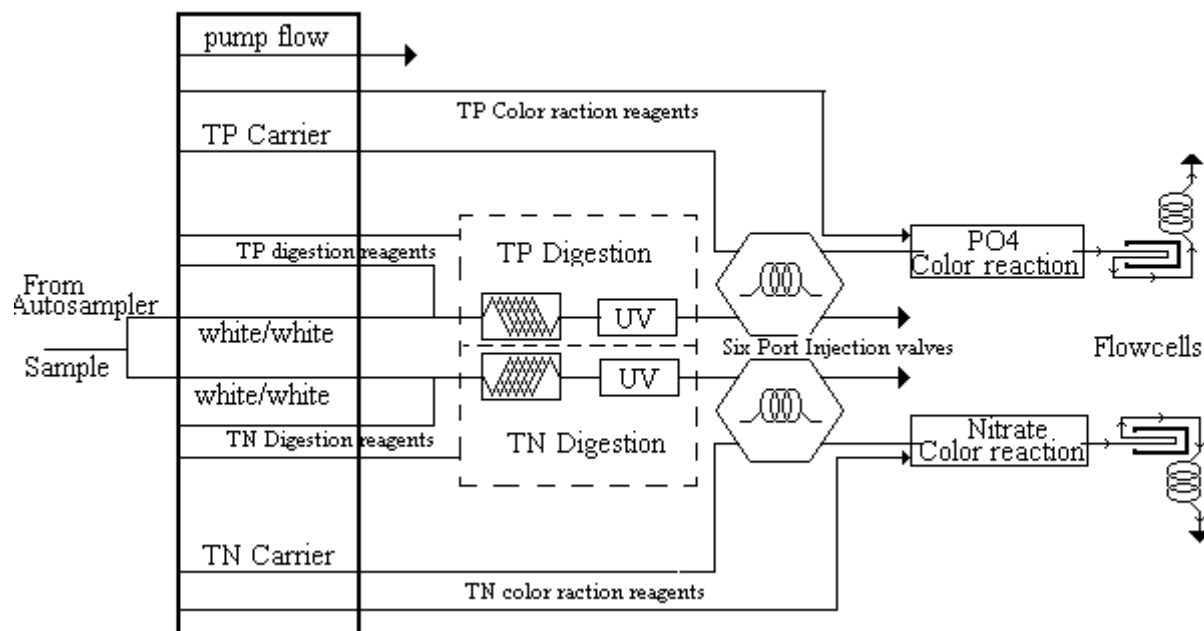 pump flow
TP Color raction reagents
TP Carrier
TP digestion reagents
TP Digestion
PO4
Color reaction
From
Autosampler
white/white
UV
Six Port Injection valves
Flowcells
Sample
white/white
UV
TN Digestion reagents
TN Digestion
Nitrate
Color reaction
TN Carrier
TN color raction reagents